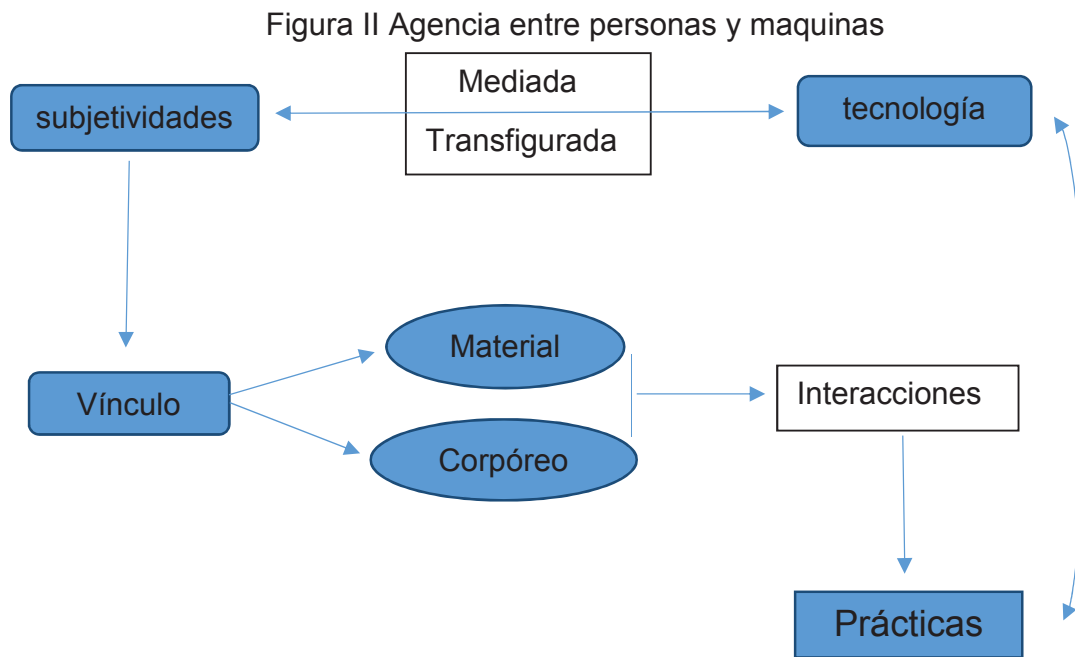 Figura II Agencia entre personas y maquinas
Mediada
subjetividades
tecnología
Transfigurada
Material
Vínculo
Interacciones
Corpóreo
Prácticas